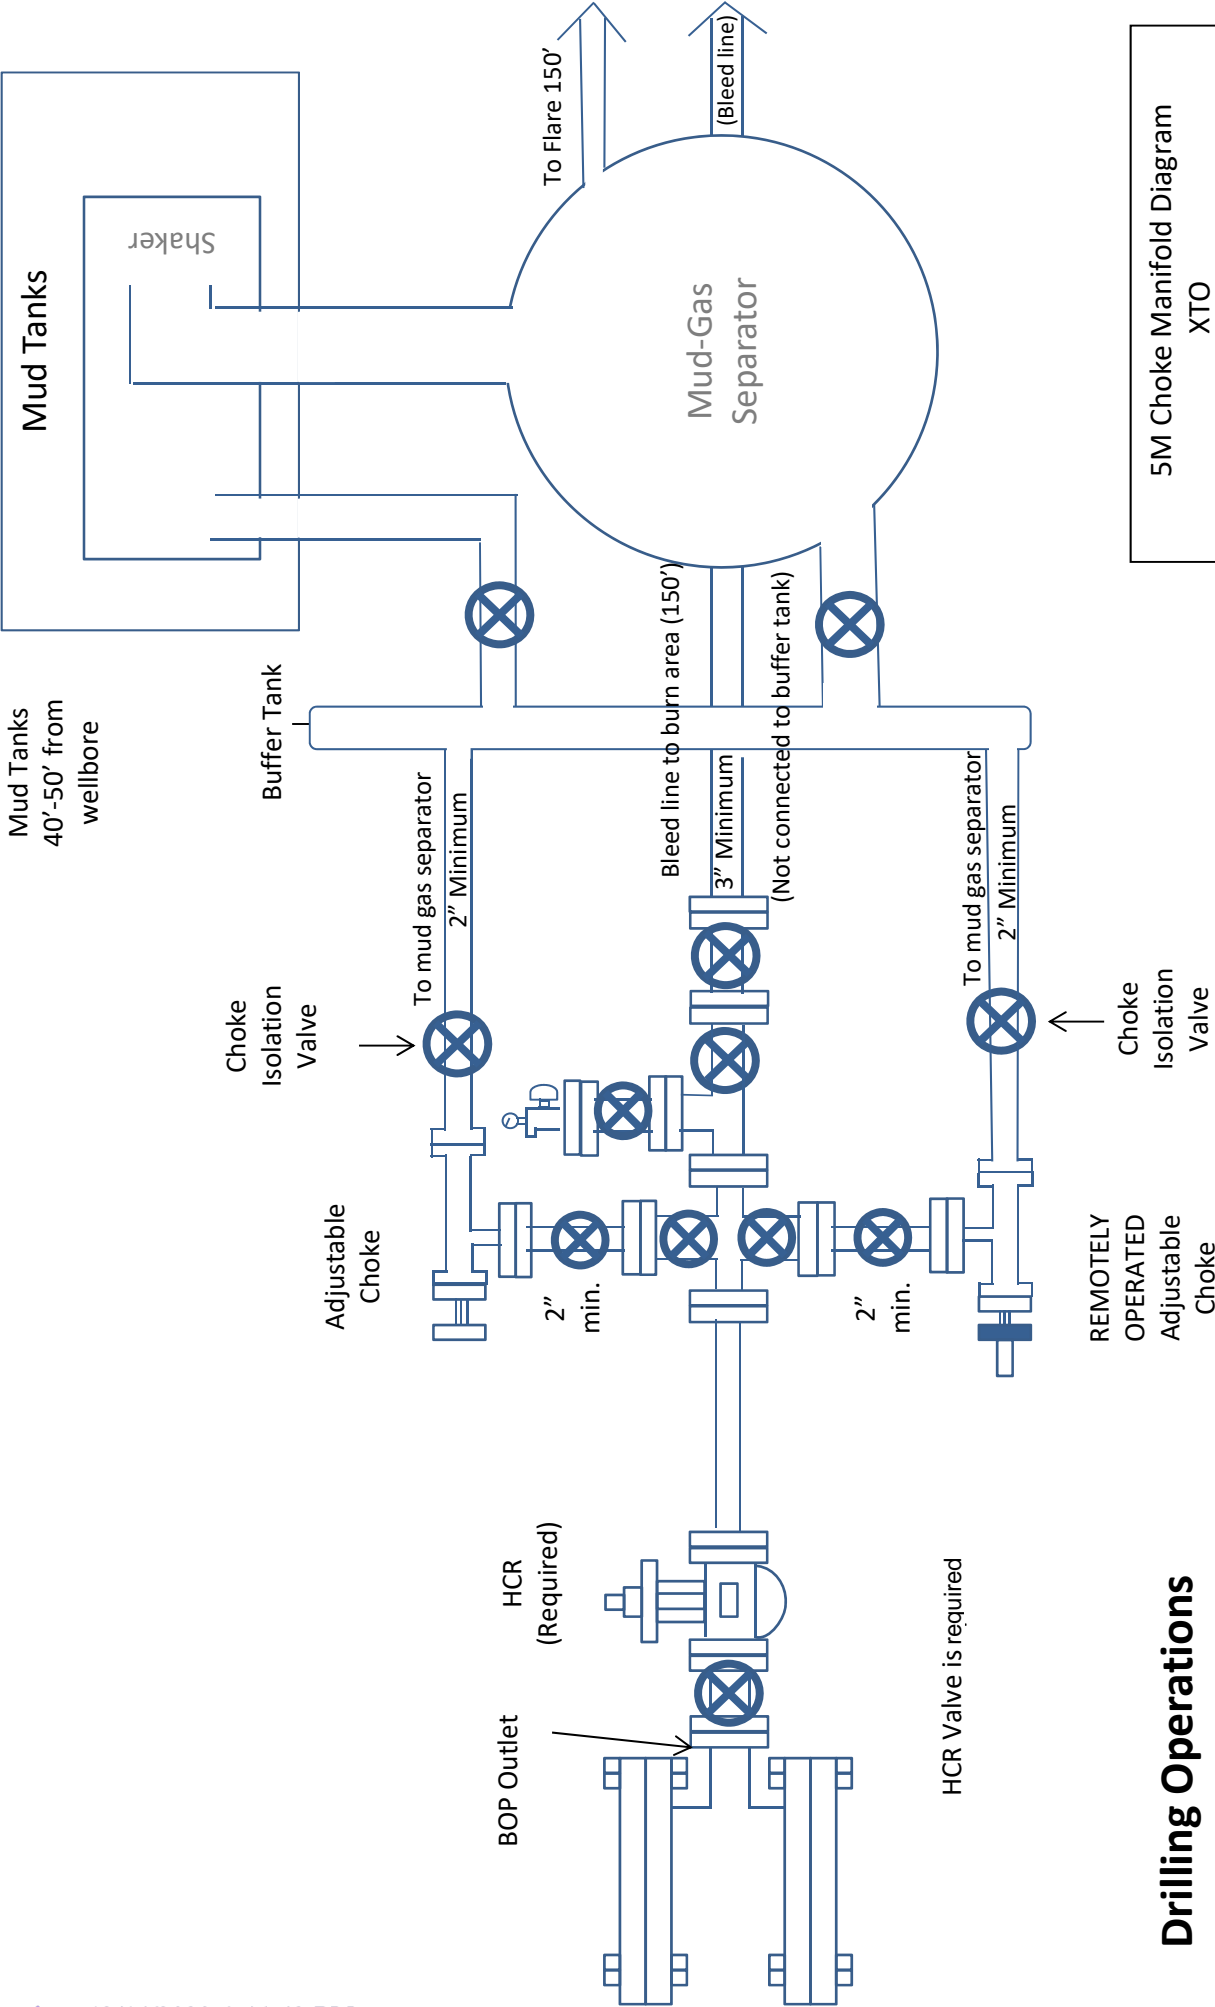 Mud Tanks
40’-50’ from
wellbore
Mud Tanks
Shaker
Buffer Tank
Choke
Isolation
Valve
Adjustable
Choke
To mud gas separator
2” Minimum
To Flare 150’
(Bleed line)
Mud-Gas
Separator
Bleed line to burn area (150’)
3” Minimum
(Not connected to buffer tank)
HCR
(Required)
BOP Outlet
2”
min.
2”
min.
To mud gas separator
2” Minimum
HCR Valve is required
REMOTELY
OPERATED
Adjustable
Choke
Choke
Isolation
Valve
Drilling Operations
5M Choke Manifold Diagram
XTO